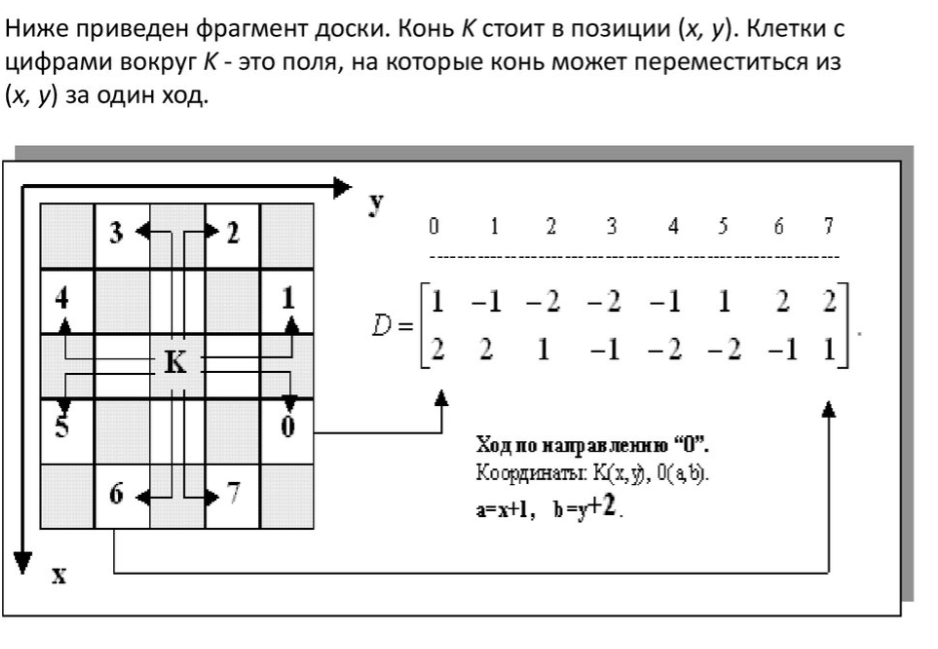 Ниже приведен фрагмент доски. Конь K стоит в позиции (x, y). Клетки с
цифрами вокруг K - это поля, на которые конь может переместиться из
(x, y) за один ход.
y
3 2
4 1
K
5 0
6 7
x
0 1 2 3 4 5 6 7
D = [1 −1 −2 −2 −1 1 2 2]
[2 2 1 −1 −2 −2 −1 1].
Ход по направлению “0”.
Координаты: K(x,y), 0(a,b).
a=x+1, b=y+2.